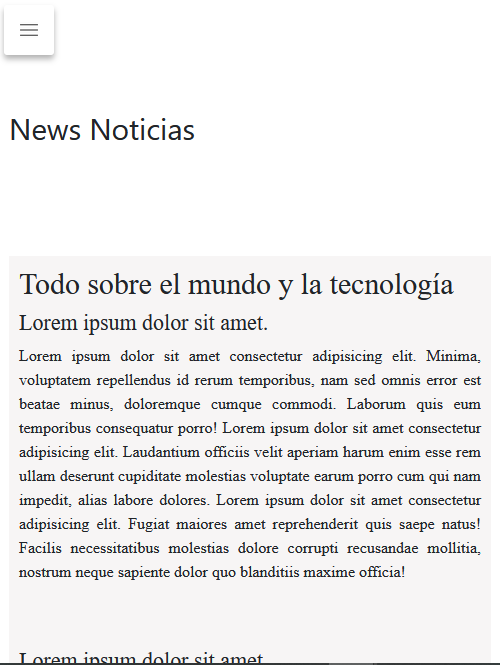 News Noticias
Todo sobre el mundo y la tecnología
Lorem ipsum dolor sit amet.
Lorem ipsum dolor sit amet consectetur adipisicing elit. Minima,
voluptatem repellendus id rerum temporibus, nam sed omnis error est
beatae minus, doloremque cumque commodi. Laborum quis eum
temporibus consequatur porro! Lorem ipsum dolor sit amet consectetur
adipisicing elit. Laudantium officiis velit aperiam harum enim esse rem
ullam deserunt cupiditate molestias voluptate earum porro cum qui nam
impedit, alias labore dolores. Lorem ipsum dolor sit amet consectetur
adipisicing elit. Fugiat maiores amet reprehenderit quis saepe natus!
Facilis necessitatibus molestias dolore corrupti recusandae mollitia,
nostrum neque sapiente dolor quo blanditiis maxime officia!
Lorem ipsum dolor sit amet.